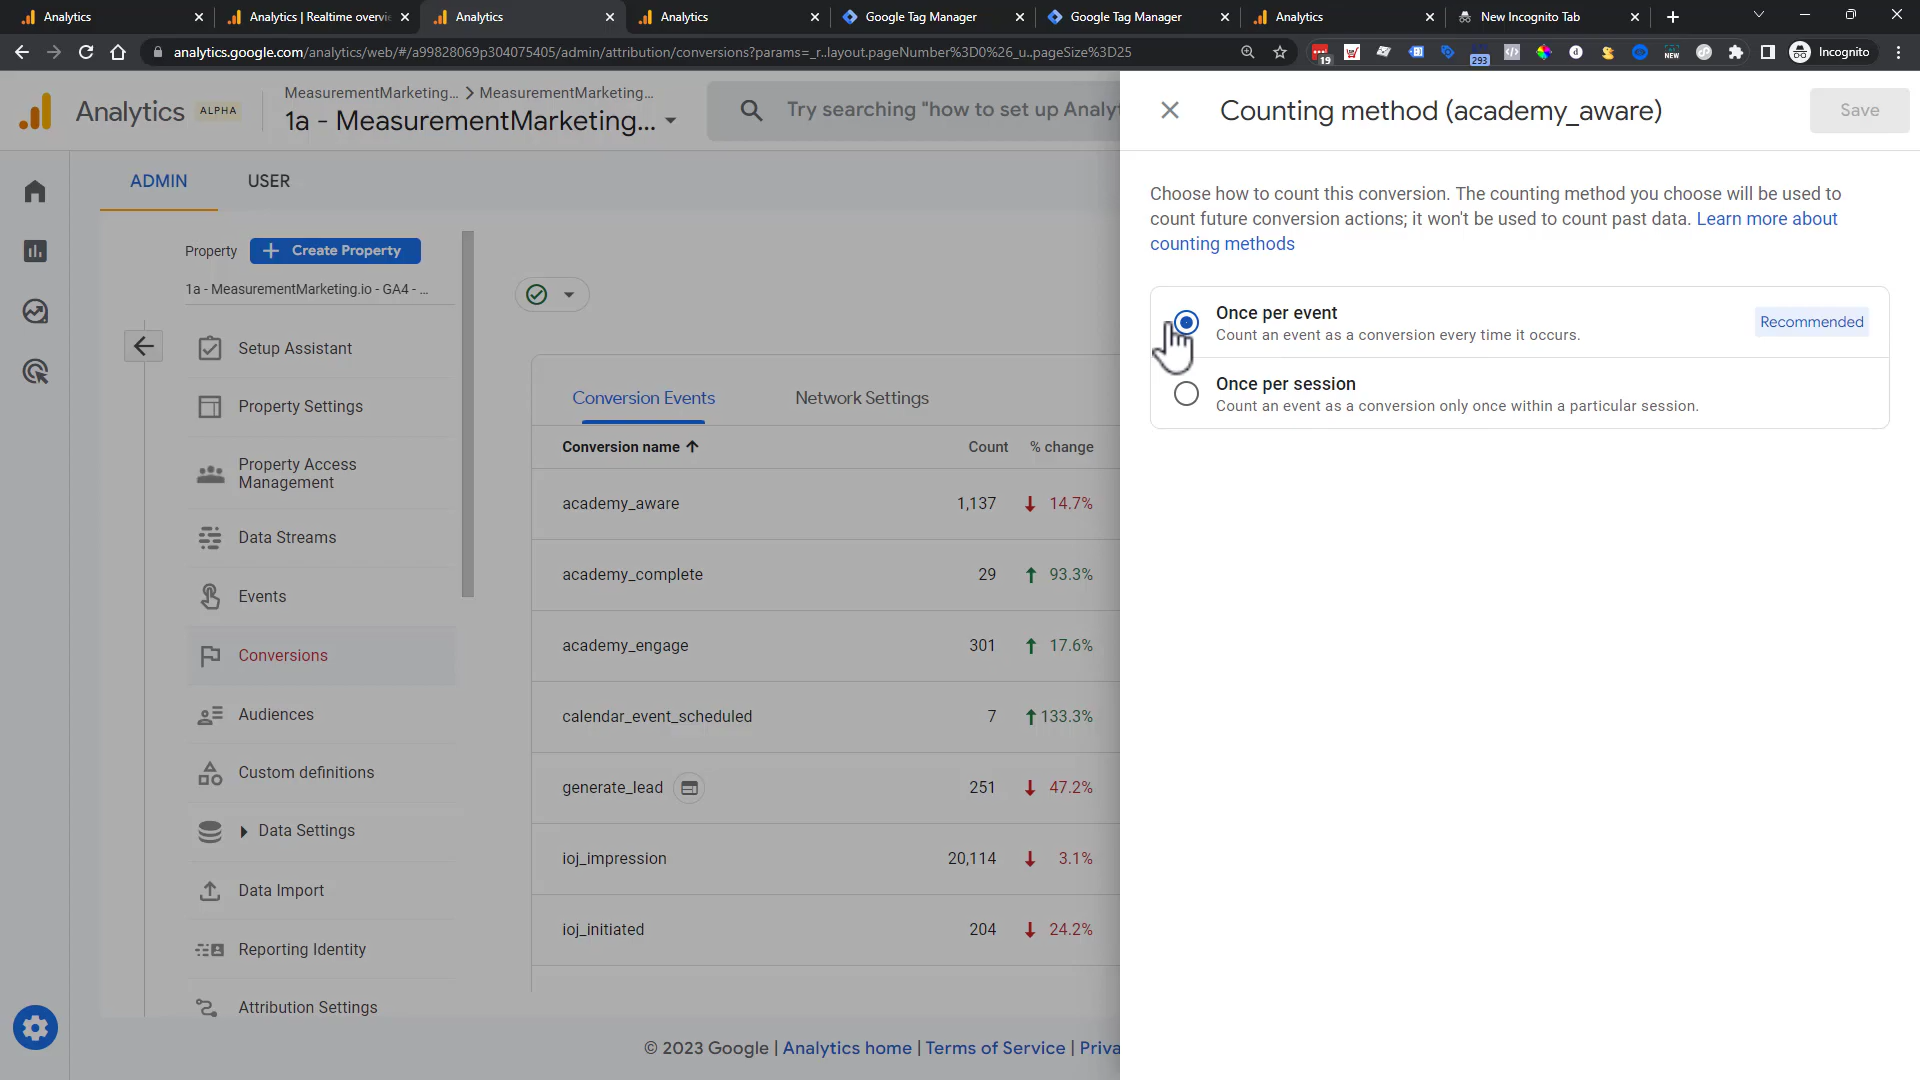 Analytics
Analytics | Realtime overvie
Analytics
Analytics
Google Tag Manager
Google Tag Manager
Analytics
New Incognito Tab
analytics.google.com/analytics/web/#/a99828069p304075405/admin/attribution/conversions?params=_r..layout.pageNumber%3D0%26_u..pageSize%3D25
19
293
NEW
Incognito
Analytics
ALPHA
MeasurementMarketing... > MeasurementMarketing...
1a - MeasurementMarketing...
Try searching "how to set up Analyt
ADMIN
USER
Property
Create Property
1a - MeasurementMarketing.io - GA4 - ...
Setup Assistant
Property Settings
Property Access
Management
Data Streams
Events
Conversions
Audiences
Custom definitions
Data Settings
Data Import
Reporting Identity
Attribution Settings
Conversion Events
Network Settings
Conversion name
Count
% change
academy_aware
1,137
14.7%
academy_complete
29
93.3%
academy_engage
301
17.6%
calendar_event_scheduled
7
133.3%
generate_lead
251
47.2%
ioj_impression
20,114
3.1%
ioj_initiated
204
24.2%
© 2023 Google | Analytics home | Terms of Service | Priva
Counting method (academy_aware)
Save
Choose how to count this conversion. The counting method you choose will be used to
count future conversion actions; it won't be used to count past data. Learn more about
counting methods
Once per event
Count an event as a conversion every time it occurs.
Recommended
Once per session
Count an event as a conversion only once within a particular session.